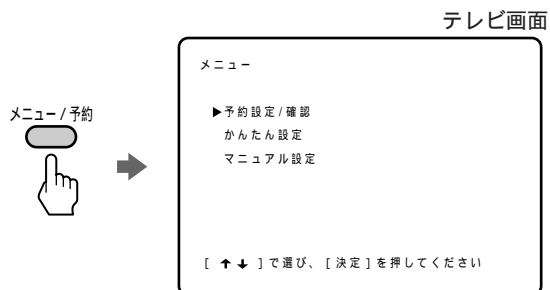 テレビ画面
メニュー
メニュー / 予約
▶予約設定/確認
かんたん設定
マニュアル設定
[ ↑↓ ]で選び、[決定]を押してください